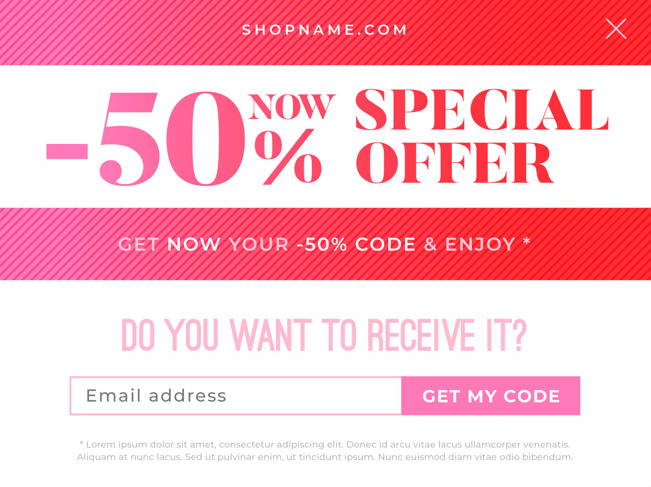 SHOPNAME.COM
-50% NOW
SPECIAL
OFFER
GET NOW YOUR -50% CODE & ENJOY *
DO YOU WANT TO RECEIVE IT?
Email address
GET MY CODE
* Lorem ipsum dolor sit amet, consectetur adipiscing elit. Donec id arcu vitae lacus ullamcorper venenatis.
Aliquam at nunc lacus. Sed ut pulvinar enim, ut tincidunt ipsum. Nunc euismod diam vitae odio bibendum.